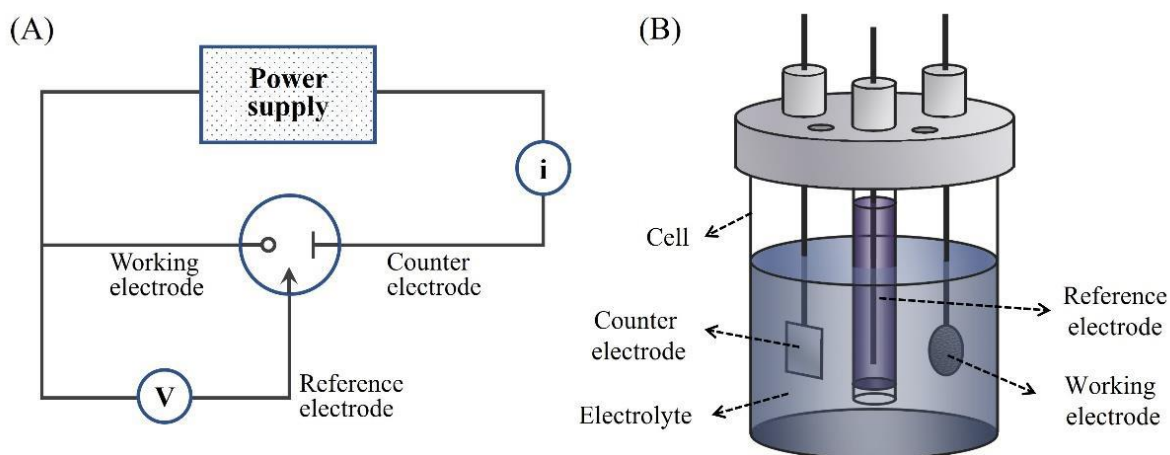 (A)
Power
supply
i
Working
electrode
Counter
electrode
Reference
electrode
V
(B)
Cell
Counter
electrode
Electrolyte
Reference
electrode
Working
electrode